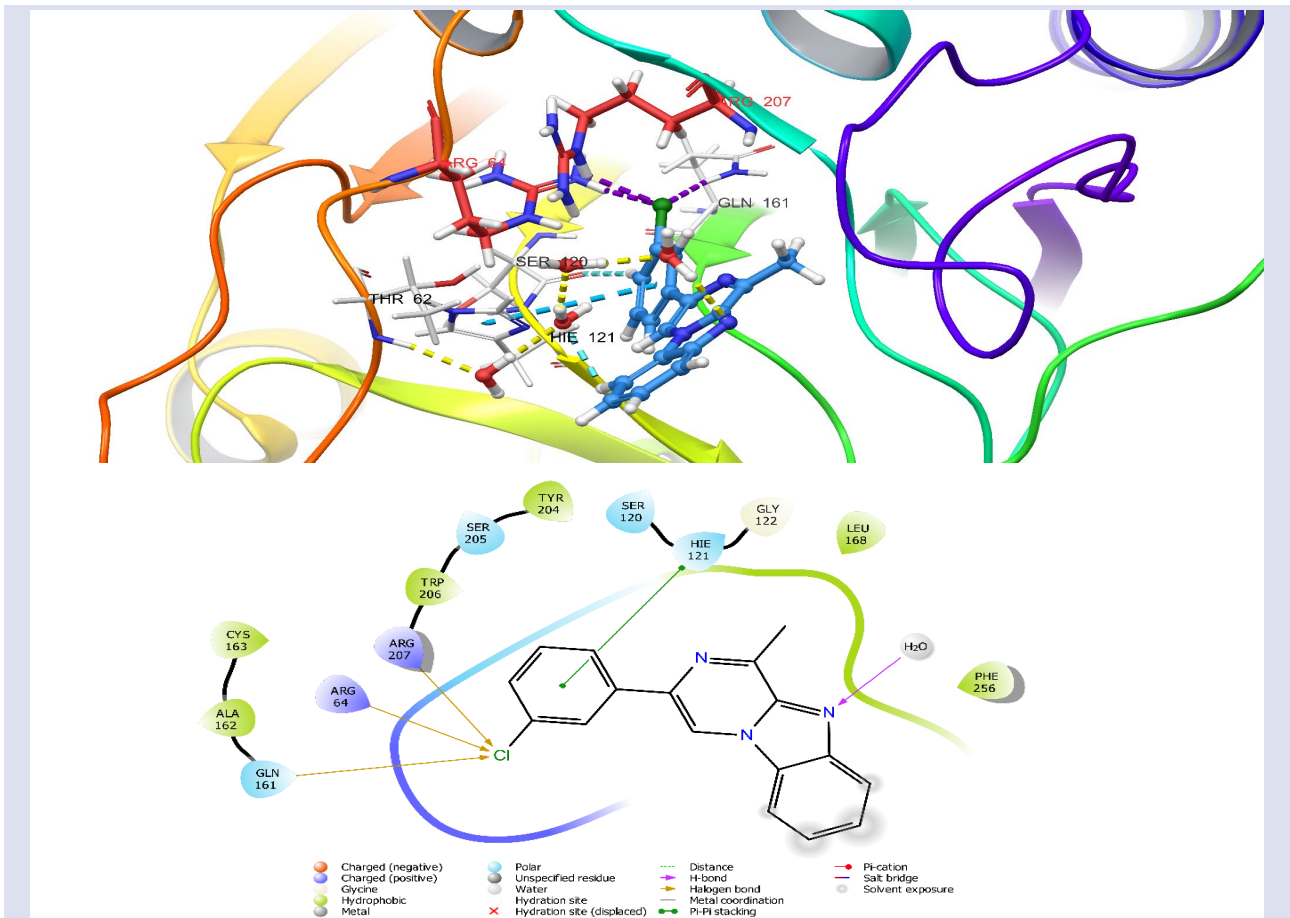 ARG 207
ARG 64
GLN 161
SER 120
THR 62
HIE 121
TYR
204
SER
205
TRP
206
ARG
207
CYS
163
ARG
64
ALA
162
GLN
161
SER
120
HIE
121
GLY
122
LEU
168
H₂O
PHE
256
N
N
N
Cl
Charged (negative)
Charged (positive)
Glycine
Hydrophobic
Metal
Polar
Unspecified residue
Water
Hydration site
Hydration site (displaced)
Distance
H-bond
Halogen bond
Metal coordination
Pi-Pi stacking
Pi-cation
Salt bridge
Solvent exposure